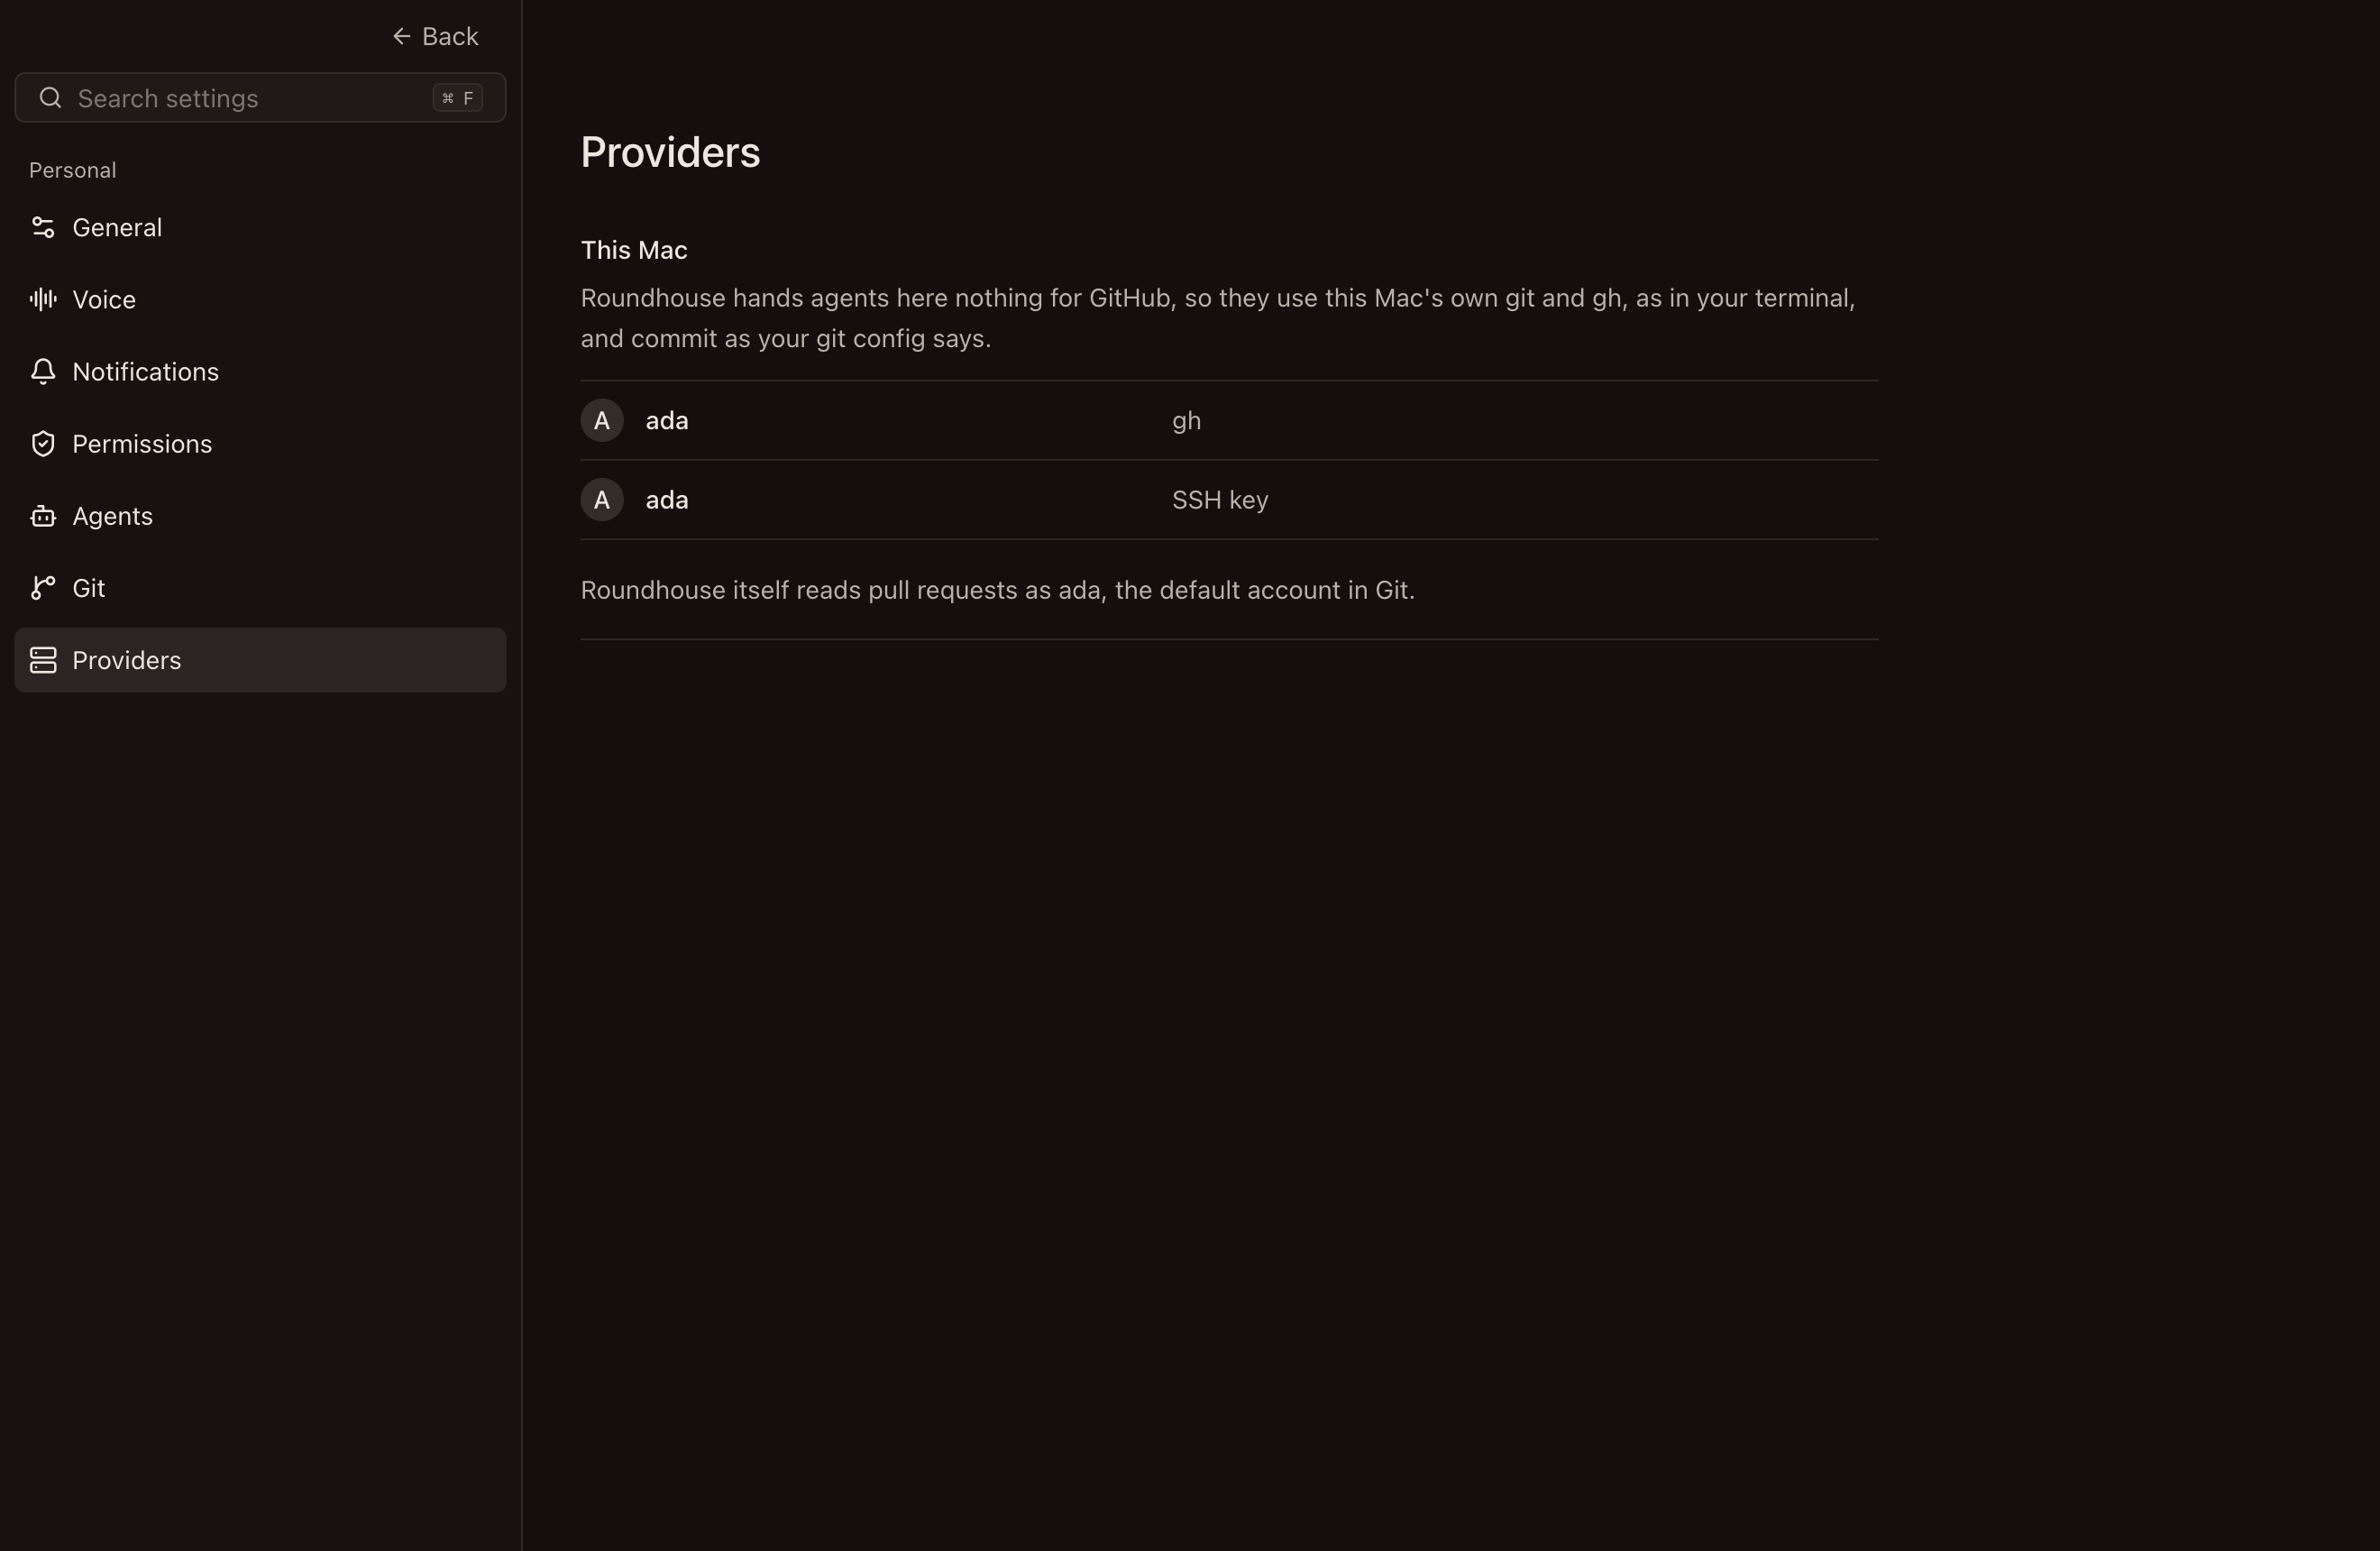 Back
Search settings
⌘ F
Personal
General
Voice
Notifications
Permissions
Agents
Git
Providers
Providers
This Mac
Roundhouse hands agents here nothing for GitHub, so they use this Mac's own git and gh, as in your terminal,
and commit as your git config says.
A ada gh
A ada SSH key
Roundhouse itself reads pull requests as ada, the default account in Git.